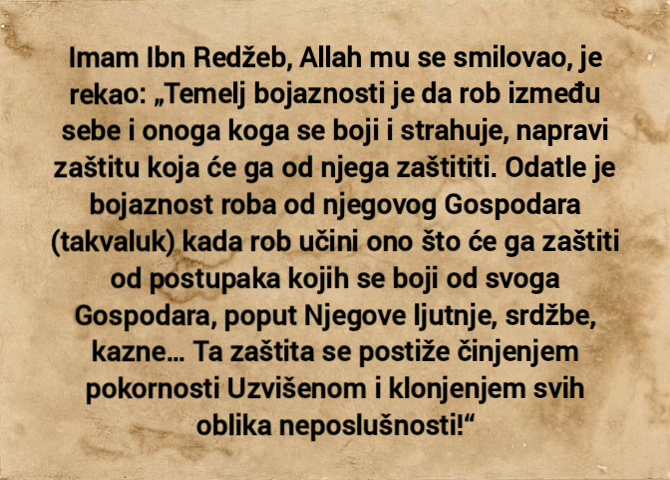 Imam Ibn Redžeb, Allah mu se smilovao, je
rekao: „Temelj bojaznosti je da rob između
sebe i onoga koga se boji i strahuje, napravi
zaštitu koja će ga od njega zaštititi. Odatle je
bojaznost roba od njegovog Gospodara
(takvaluk) kada rob učini ono što će ga zaštiti
od postupaka kojih se boji od svoga
Gospodara, poput Njegove ljutnje, srdžbe,
kazne... Ta zaštita se postiže činjenjem
pokornosti Uzvišenom i klonjenjem svih
oblika neposlušnosti!“